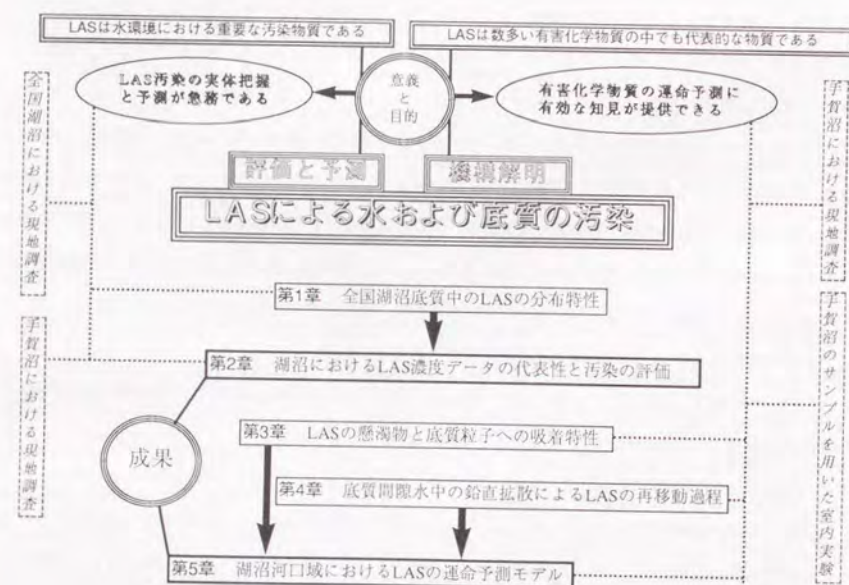 LASは水環境における重要な汚染物質である
LASは数多い有害化学物質の中でも代表的な物質である
LAS汚染の実体把握
と予測が急務である
意義
と
目的
有害化学物質の運命予測に
有効な知見が提供できる
評価と予測
機構解明
LASによる水および底質の汚染
全国湖沼における現地調査
手賀沼における現地調査
第1章 全国湖沼底質中のLASの分布特性
第2章 湖沼におけるLAS濃度データの代表性と汚染の評価
手賀沼における現地調査
手賀沼のサンプルを用いた室内実験
成果
第3章 LASの懸濁物と底質粒子への吸着特性
第4章 底質間隙水中の鉛直拡散によるLASの再移動過程
第5章 湖沼河口域におけるLASの運命予測モデル